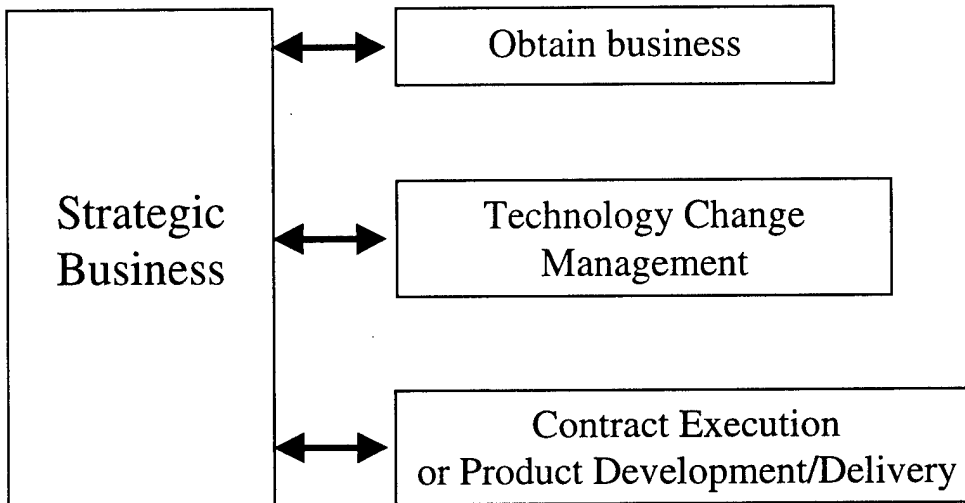 Obtain business
Strategic
Business
Technology Change
Management
Contract Execution
or Product Development/Delivery